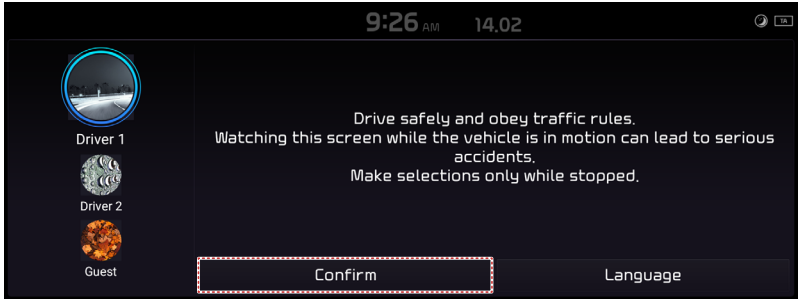 9:26 AM 14.02 TA
Driver 1
Driver 2
Guest
Drive safely and obey traffic rules.
Watching this screen while the vehicle is in motion can lead to serious
accidents.
Make selections only while stopped.
Confirm Language